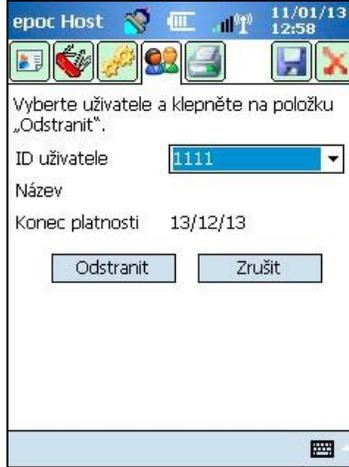 epoc Host 11/01/13
12:58
Vyberte uživatele a klepněte na položku
„Odstranit“.
ID uživatele 1111
Název
Konec platnosti 13/12/13
Odstranit Zrušit